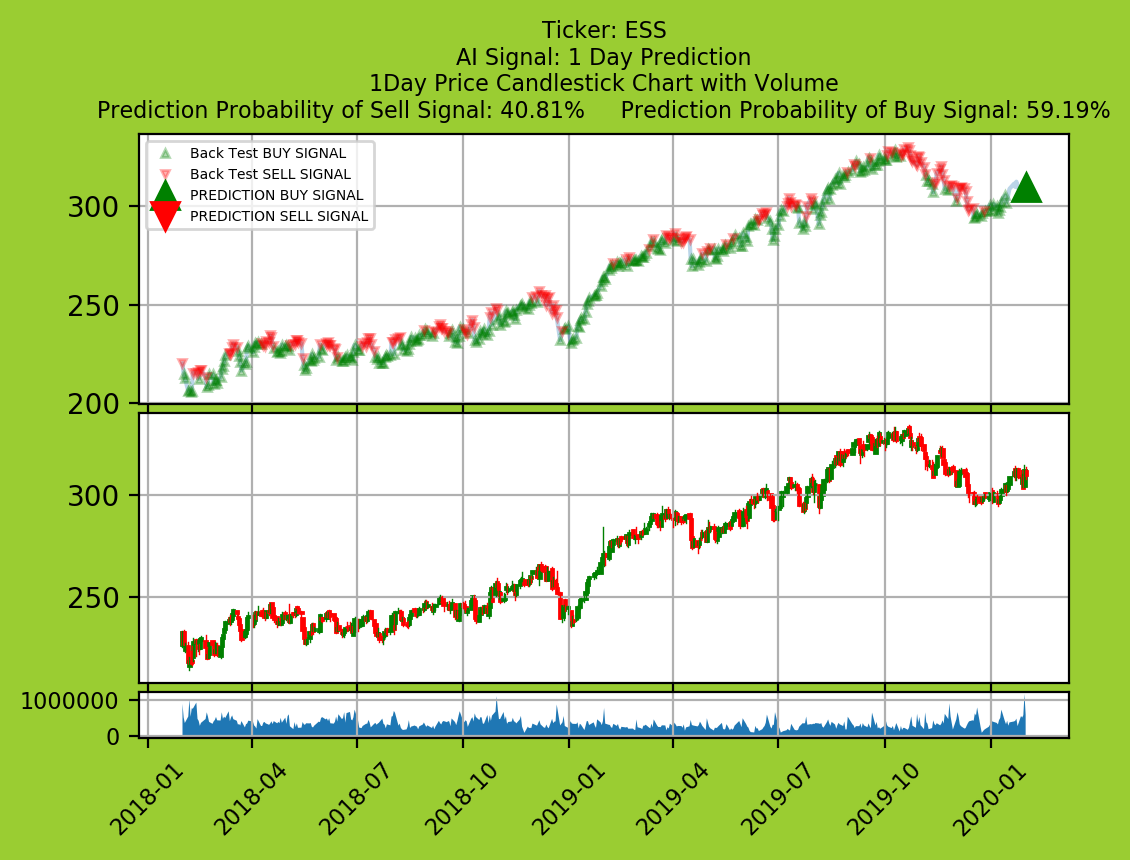 Ticker: ESS
AI Signal: 1 Day Prediction
1Day Price Candlestick Chart with Volume
Prediction Probability of Sell Signal: 40.81%     Prediction Probability of Buy Signal: 59.19%
Back Test BUY SIGNAL
Back Test SELL SIGNAL
PREDICTION BUY SIGNAL
PREDICTION SELL SIGNAL
300
250
200
300
250
1000000
0
2018-01
2018-04
2018-07
2018-10
2019-01
2019-04
2019-07
2019-10
2020-01